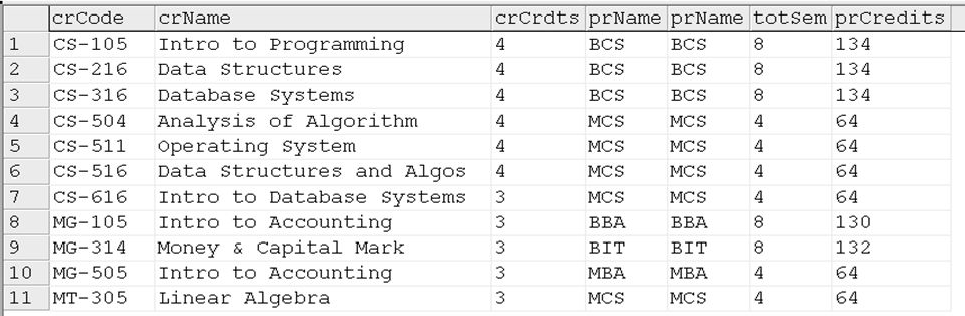 crCode crName crCrdts prName prName totSem prCredits
1 CS-105 Intro to Programming 4 BCS BCS 8 134
2 CS-216 Data Structures 4 BCS BCS 8 134
3 CS-316 Database Systems 4 BCS BCS 8 134
4 CS-504 Analysis of Algorithm 4 MCS MCS 4 64
5 CS-511 Operating System 4 MCS MCS 4 64
6 CS-516 Data Structures and Algos 4 MCS MCS 4 64
7 CS-616 Intro to Database Systems 3 MCS MCS 4 64
8 MG-105 Intro to Accounting 3 BBA BBA 8 130
9 MG-314 Money & Capital Mark 3 BIT BIT 8 132
10 MG-505 Intro to Accounting 3 MBA MBA 4 64
11 MT-305 Linear Algebra 3 MCS MCS 4 64